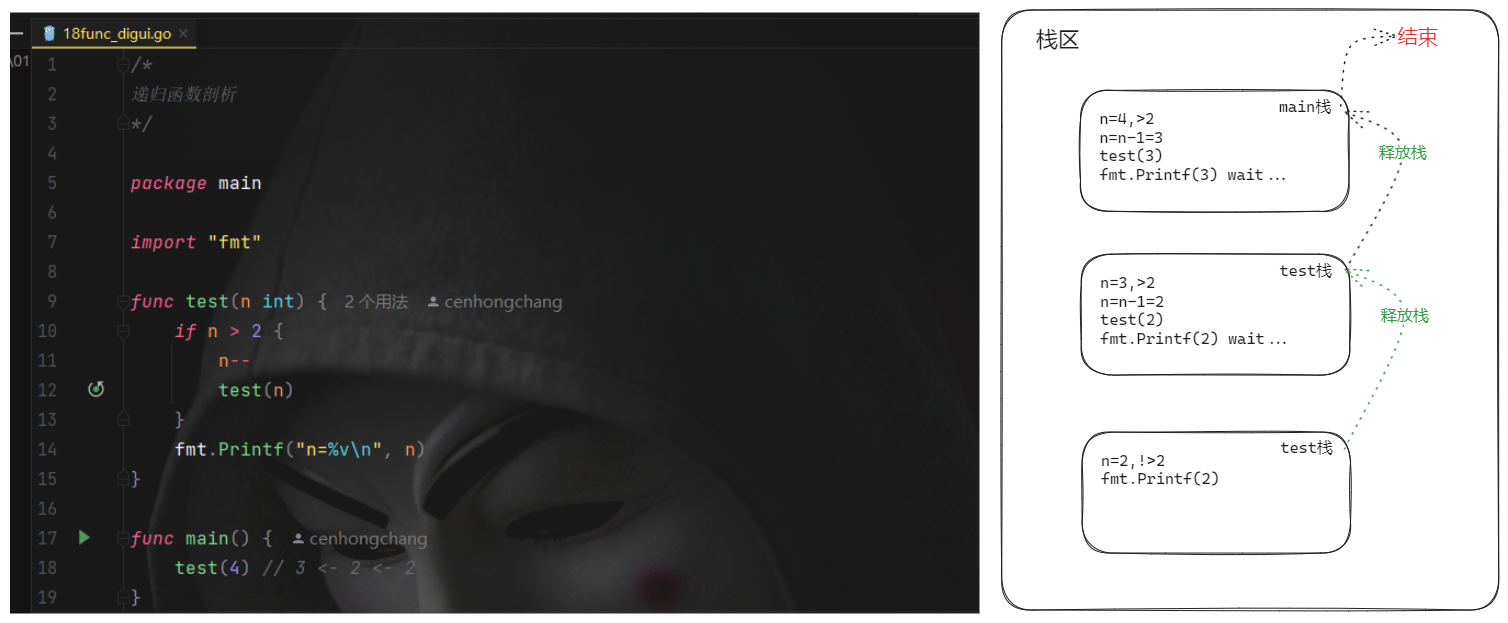 18func_digui.go ×
\01
1 /*
2 递归函数剖析
3 */
4
5 package main
6
7 import "fmt"
8
9 func test(n int) { 2 个用法 cenhongchang
10 if n > 2 {
11 n--
12 test(n)
13 }
14 fmt.Printf("n=%v\n", n)
15 }
16
17 func main() { cenhongchang
18 test(4) // 3 <- 2 <- 2
19 }
栈区
结束
main栈
n=4,>2
n=n-1=3
test(3)
fmt.Printf(3) wait...
释放栈
test栈
n=3,>2
n=n-1=2
test(2)
fmt.Printf(2) wait...
释放栈
test栈
n=2,!>2
fmt.Printf(2)